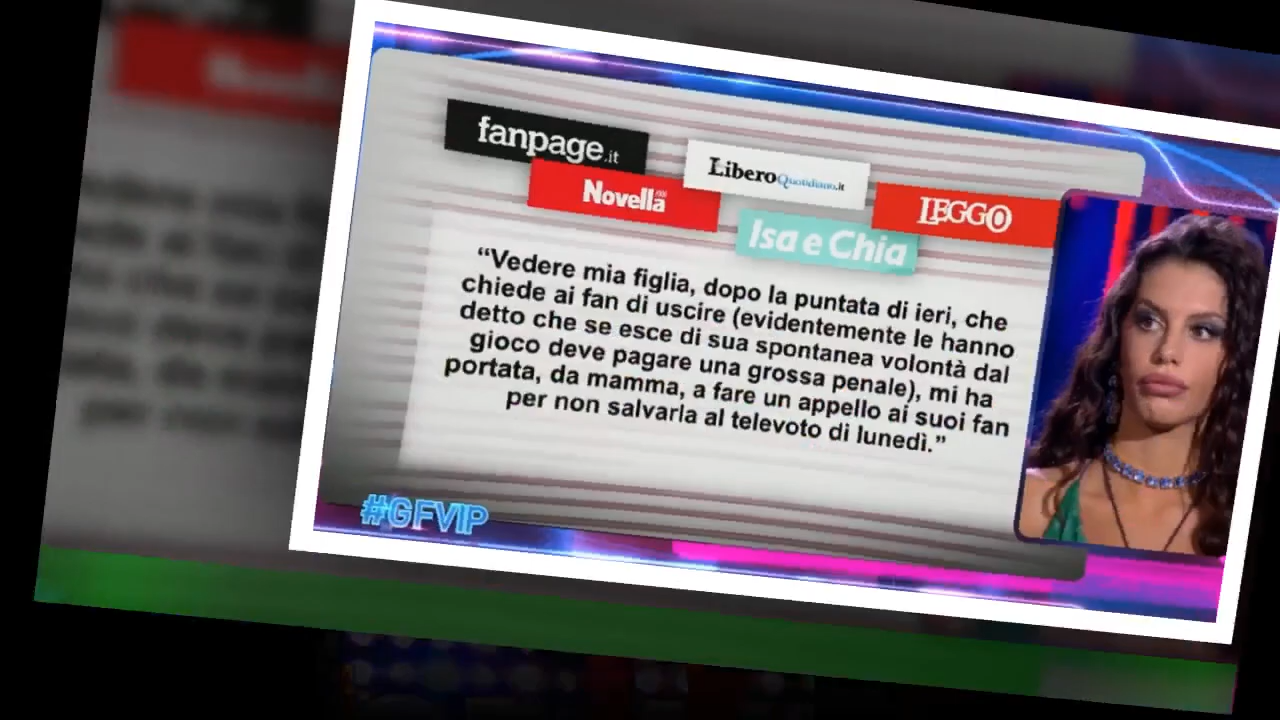 fanpage.it
LiberoQuotidiano.it
Novella
LEGGO
Isa e Chia
“Vedere mia figlia, dopo la puntata di ieri, che
chiede ai fan di uscire (evidentemente le hanno
detto che se esce di sua spontanea volontà dal
gioco deve pagare una grossa penale), mi ha
portata, da mamma, a fare un appello ai suoi fan
per non salvarla al televoto di lunedì.”
#GFVIP